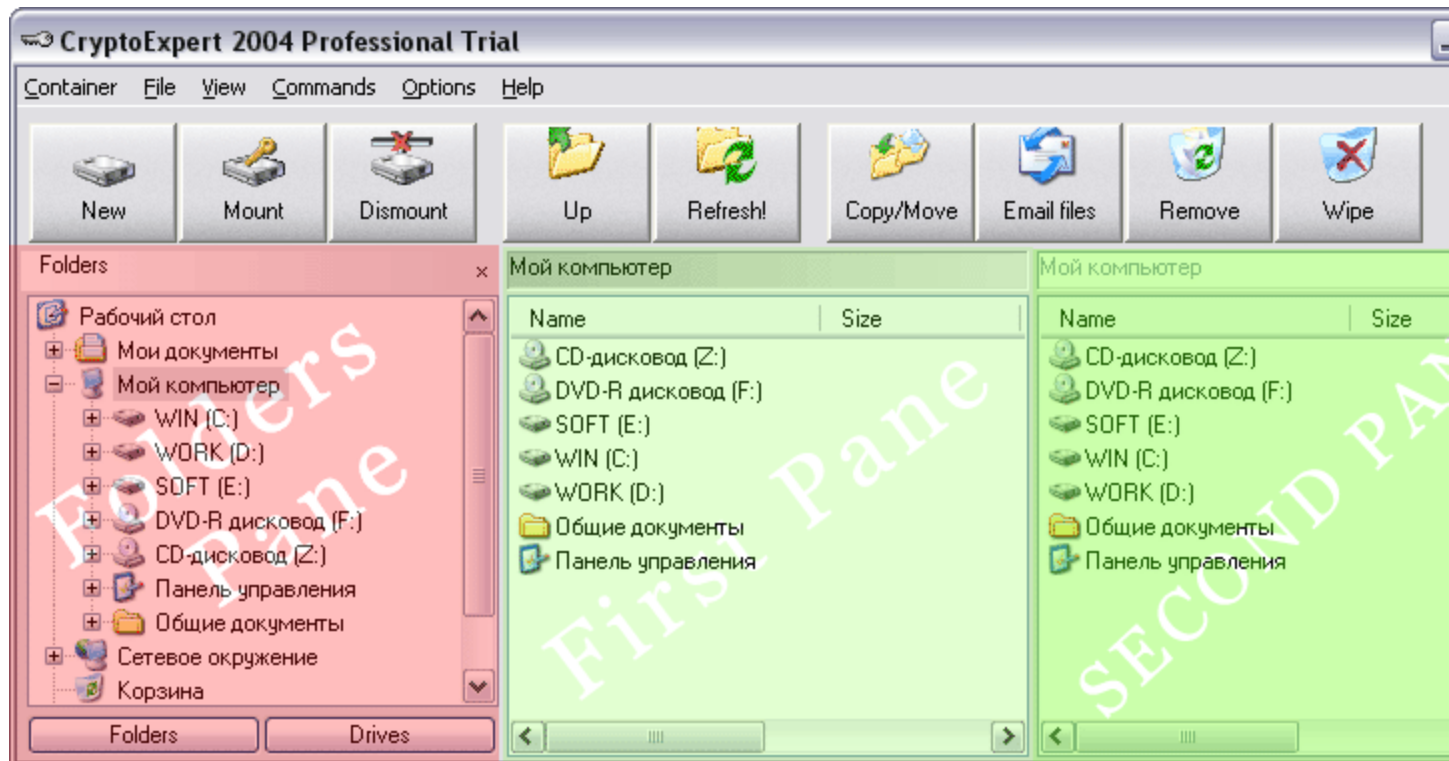 CryptoExpert 2004 Professional Trial
Container File View Commands Options Help
New Mount Dismount Up Refresh! Copy/Move Email files Remove Wipe
Folders
Рабочий стол
Мои документы
Мой компьютер
WIN (C:)
WORK (D:)
SOFT (E:)
DVD-R дисковод (F:)
CD-дисковод (Z:)
Панель управления
Общие документы
Сетевое окружение
Корзина
Folders Drives
Folders
Pane
Мой компьютер
Name Size
CD-дисковод (Z:)
DVD-R дисковод (F:)
SOFT (E:)
WIN (C:)
WORK (D:)
Общие документы
Панель управления
First Pane
Мой компьютер
Name Size
CD-дисковод (Z:)
DVD-R дисковод (F:)
SOFT (E:)
WIN (C:)
WORK (D:)
Общие документы
Панель управления
SECOND PAN